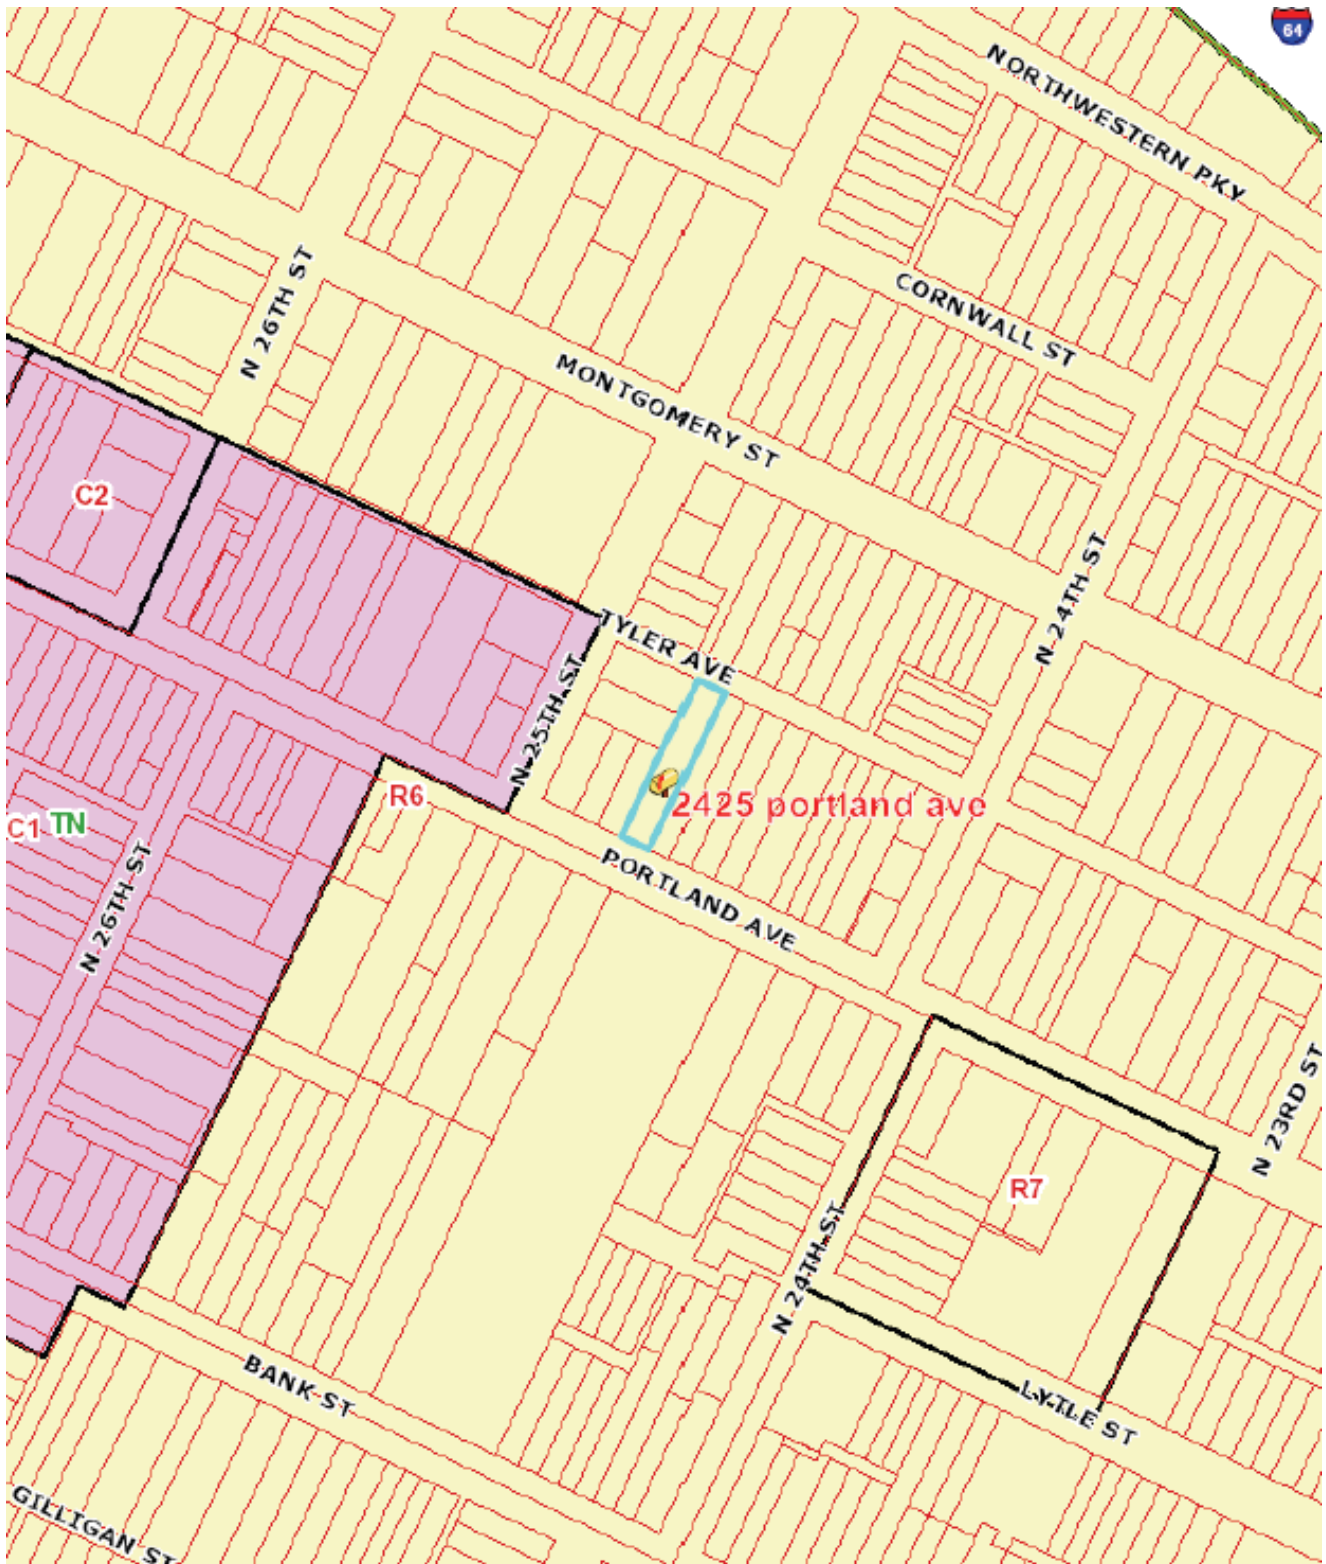 64
NORTHWESTERN PKY
N 26TH ST
CORNWALL ST
MONTGOMERY ST
C2
N 24TH ST
TYLER AVE
N 25TH ST
R6
2425 portland ave
C1 TN
N 26TH ST
PORTLAND AVE
N 23RD ST
R7
N 24TH ST
BANK ST
LYTLE ST
GILLIGAN ST